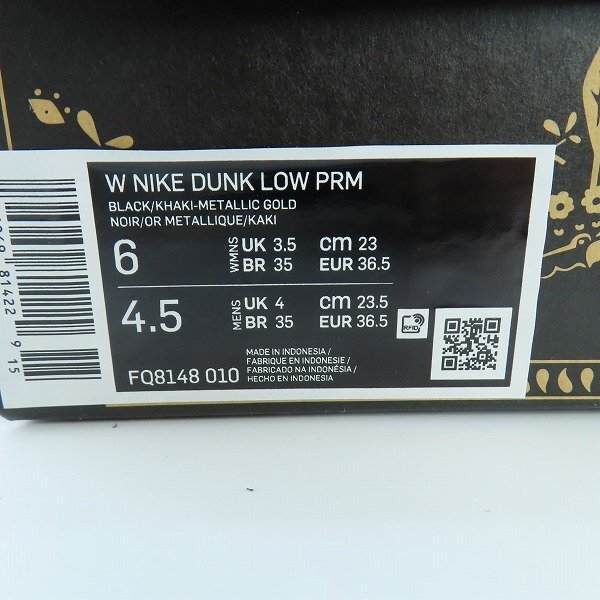 W NIKE DUNK LOW PRM
BLACK/KHAKI-METALLIC GOLD
NOIR/OR METALLIQUE/KAKI
6 WMNS UK 3.5 cm 23
BR 35 EUR 36.5
4.5 MENS UK 4 cm 23.5
BR 35 EUR 36.5
RFID
FQ8148 010
MADE IN INDONESIA/
FABRIQUE EN INDONESIE/
FABRICADO NA INDONÉSIA/
HECHO EN INDONESIA
81422 9 15